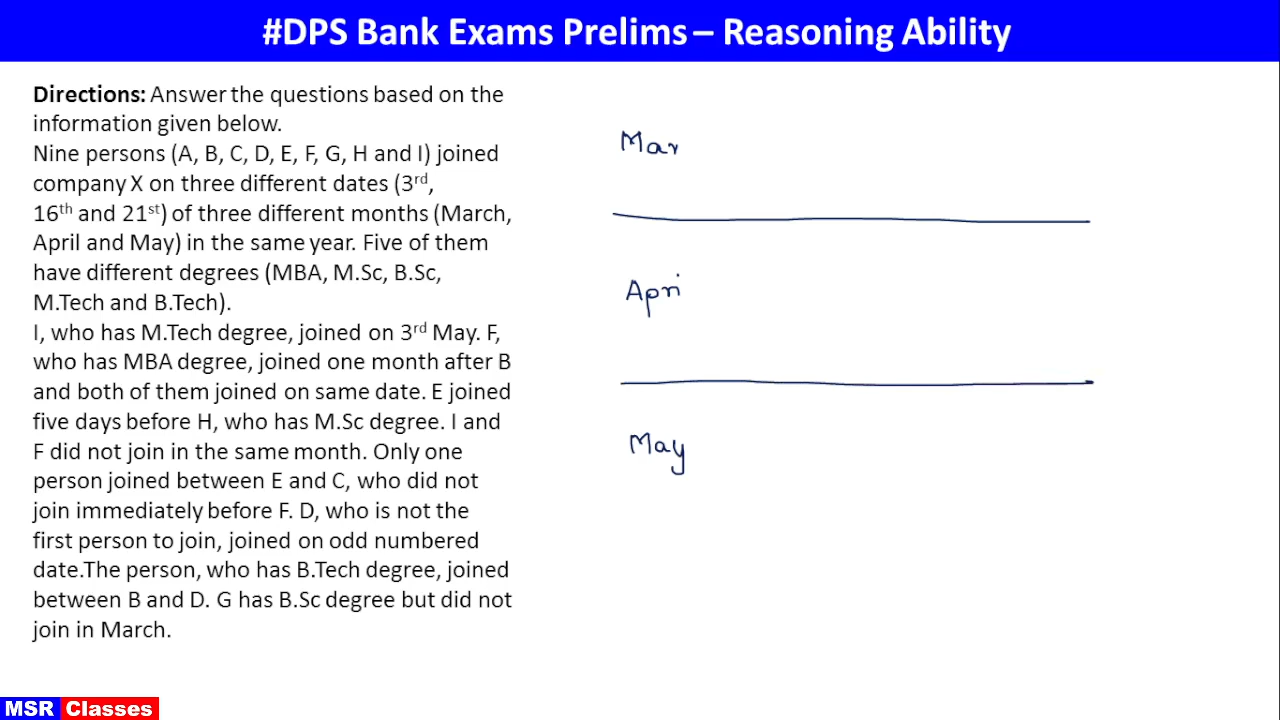 #DPS Bank Exams Prelims – Reasoning Ability
Directions: Answer the questions based on the
information given below.
Nine persons (A, B, C, D, E, F, G, H and I) joined
company X on three different dates (3rd,
16th and 21st) of three different months (March,
April and May) in the same year. Five of them
have different degrees (MBA, M.Sc, B.Sc,
M.Tech and B.Tech).
I, who has M.Tech degree, joined on 3rd May. F,
who has MBA degree, joined one month after B
and both of them joined on same date. E joined
five days before H, who has M.Sc degree. I and
F did not join in the same month. Only one
person joined between E and C, who did not
join immediately before F. D, who is not the
first person to join, joined on odd numbered
date.The person, who has B.Tech degree, joined
between B and D. G has B.Sc degree but did not
join in March.
Mar
Apri
May
MSR Classes